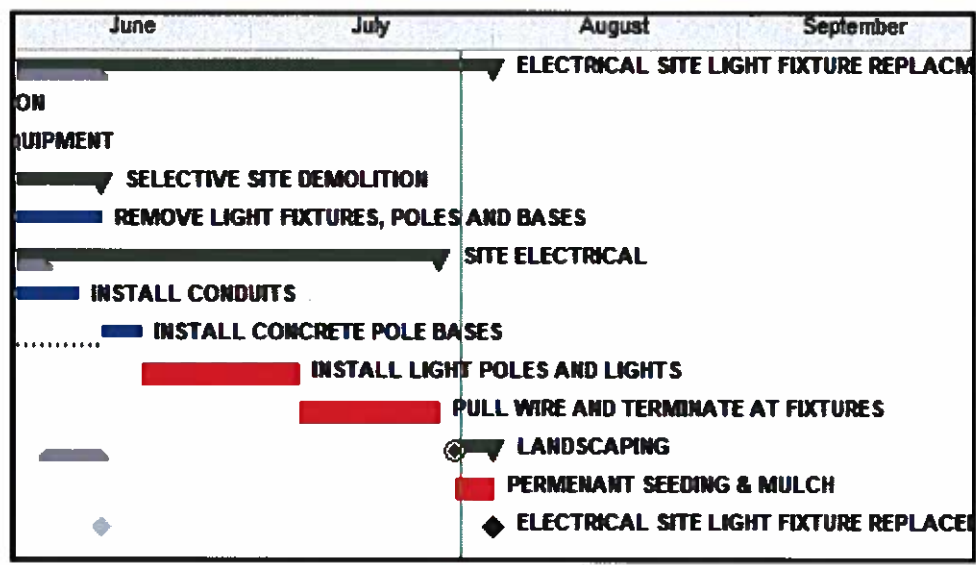 June July August September
ELECTRICAL SITE LIGHT FIXTURE REPLACM
ON
QUIPMENT
SELECTIVE SITE DEMOLITION
REMOVE LIGHT FIXTURES, POLES AND BASES
SITE ELECTRICAL
INSTALL CONDUITS
INSTALL CONCRETE POLE BASES
INSTALL LIGHT POLES AND LIGHTS
PULL WIRE AND TERMINATE AT FIXTURES
LANDSCAPING
PERMENANT SEEDING & MULCH
ELECTRICAL SITE LIGHT FIXTURE REPLACE